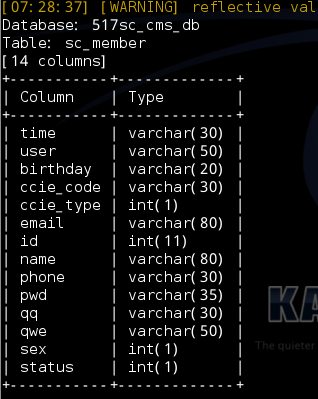 [07:28:37] [WARNING] reflective val
Database: 517sc_cms_db
Table: sc_member
[14 columns]
+-----------+-------------+
| Column    | Type        |
+-----------+-------------+
| time      | varchar(30) |
| user      | varchar(50) |
| birthday  | varchar(20) |
| ccie_code | varchar(30) |
| ccie_type | int(1)      |
| email     | varchar(80) |
| id        | int(11)     |
| name      | varchar(80) |
| phone     | varchar(30) |
| pwd       | varchar(35) |
| qq        | varchar(30) |
| qwe       | varchar(50) |
| sex       | int(1)      |
| status    | int(1)      |
+-----------+-------------+
KA
The quieter